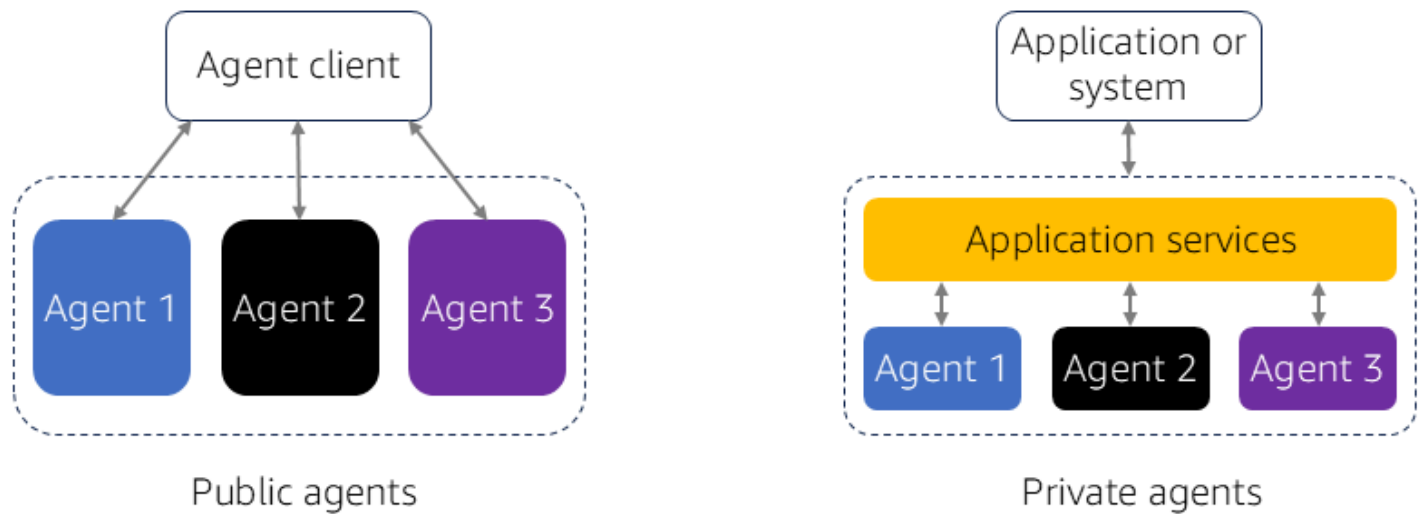 Agent client
Agent 1
Agent 2
Agent 3
Public agents
Application or
system
Application services
Agent 1
Agent 2
Agent 3
Private agents